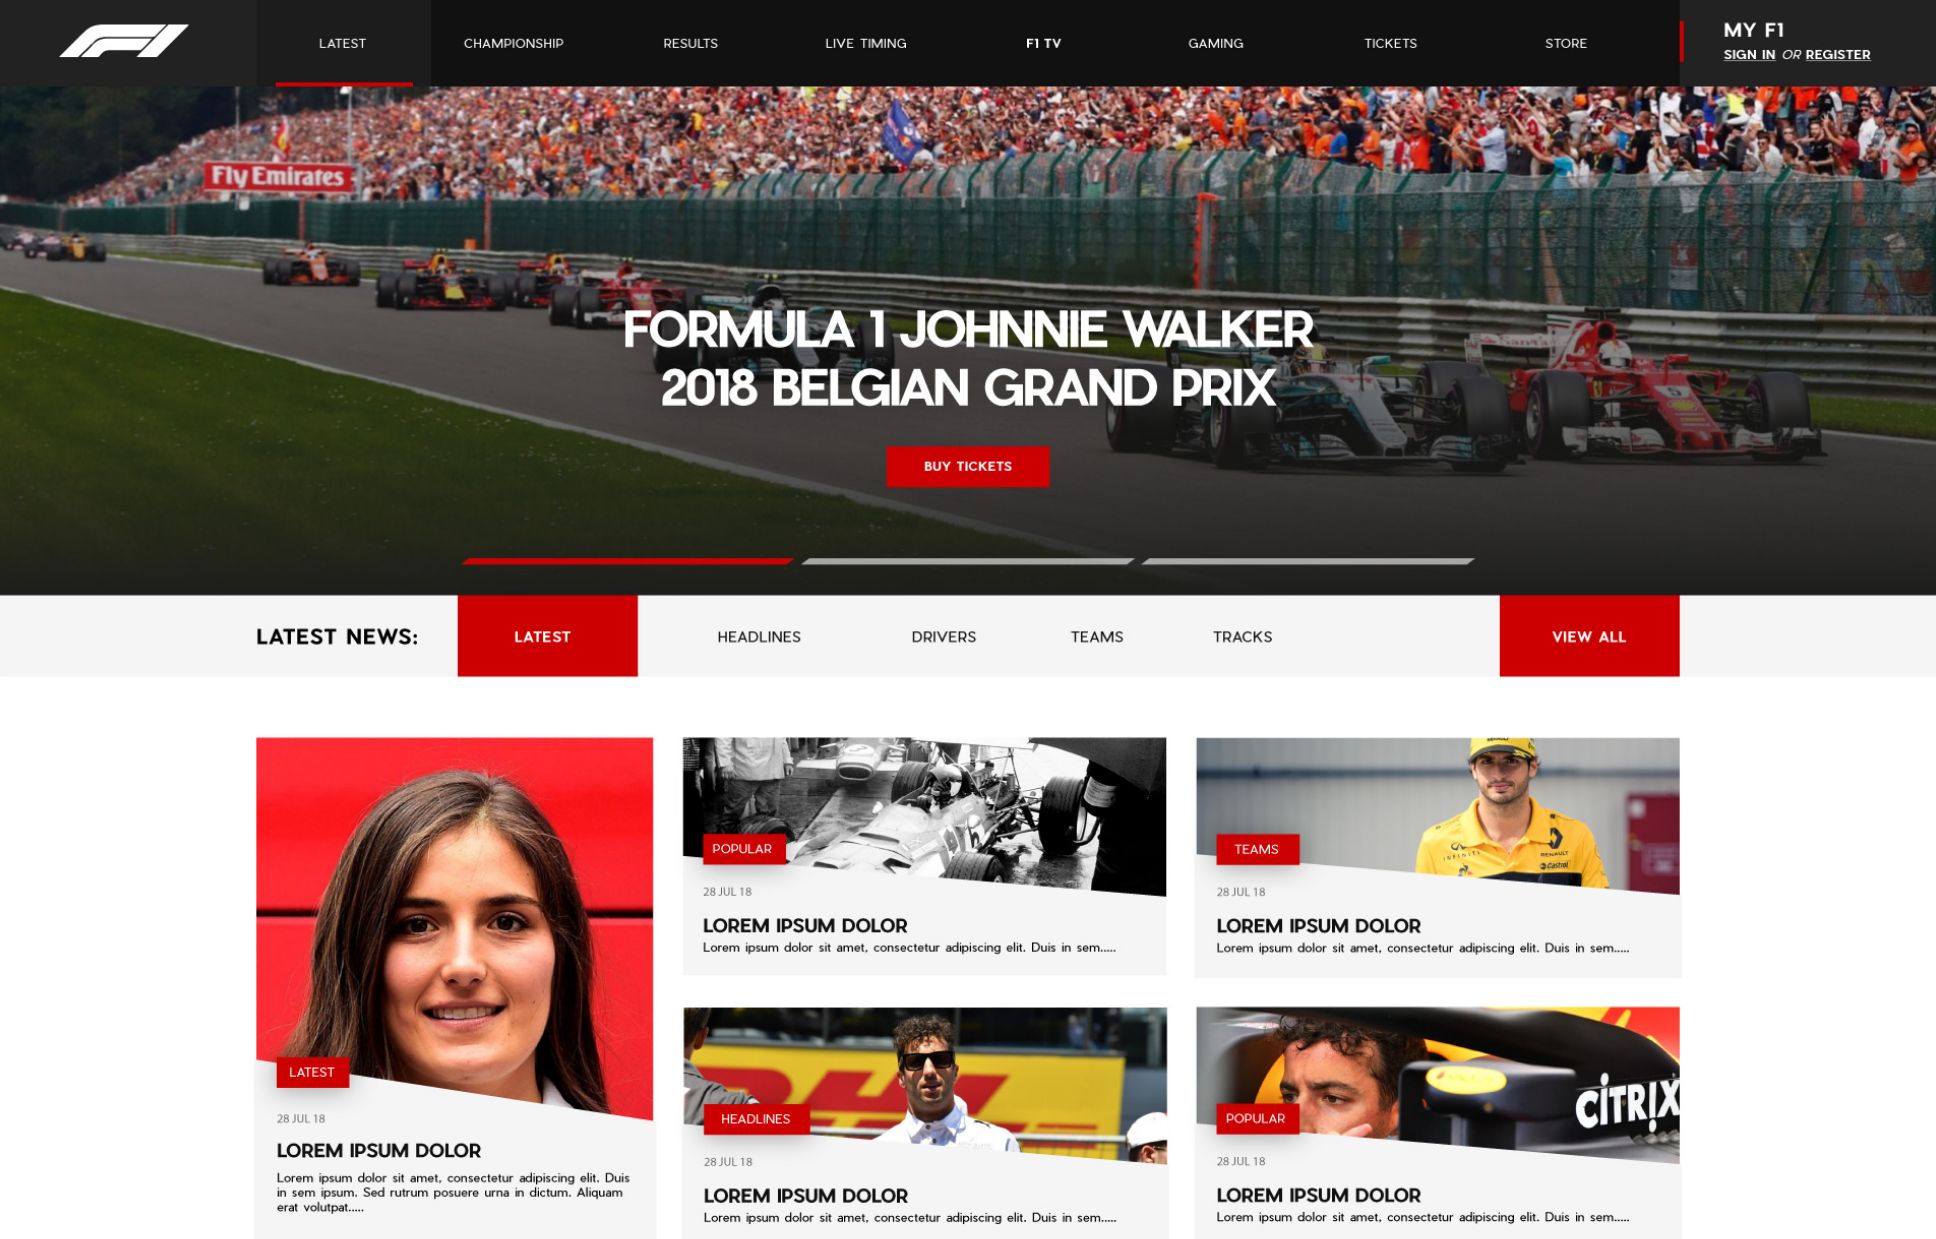 F1
LATEST
CHAMPIONSHIP
RESULTS
LIVE TIMING
F1 TV
GAMING
TICKETS
STORE
MY F1
SIGN IN OR REGISTER
Fly Emirates
Santander
FORMULA 1 JOHNNIE WALKER
2018 BELGIAN GRAND PRIX
BUY TICKETS
LATEST NEWS:
LATEST
HEADLINES
DRIVERS
TEAMS
TRACKS
VIEW ALL
LATEST
28 JUL 18
LOREM IPSUM DOLOR
Lorem ipsum dolor sit amet, consectetur adipiscing elit. Duis
in sem ipsum. Sed rutrum posuere urna in dictum. Aliquam
erat volutpat.....
POPULAR
28 JUL 18
LOREM IPSUM DOLOR
Lorem ipsum dolor sit amet, consectetur adipiscing elit. Duis in sem.....
INFINITI
RENAULT
Castrol
TEAMS
28 JUL 18
LOREM IPSUM DOLOR
Lorem ipsum dolor sit amet, consectetur adipiscing elit. Duis in sem.....
DHL
HEADLINES
28 JUL 18
LOREM IPSUM DOLOR
Lorem ipsum dolor sit amet, consectetur adipiscing elit. Duis in sem.....
CITRIX
POPULAR
28 JUL 18
LOREM IPSUM DOLOR
Lorem ipsum dolor sit amet, consectetur adipiscing elit. Duis in sem.....